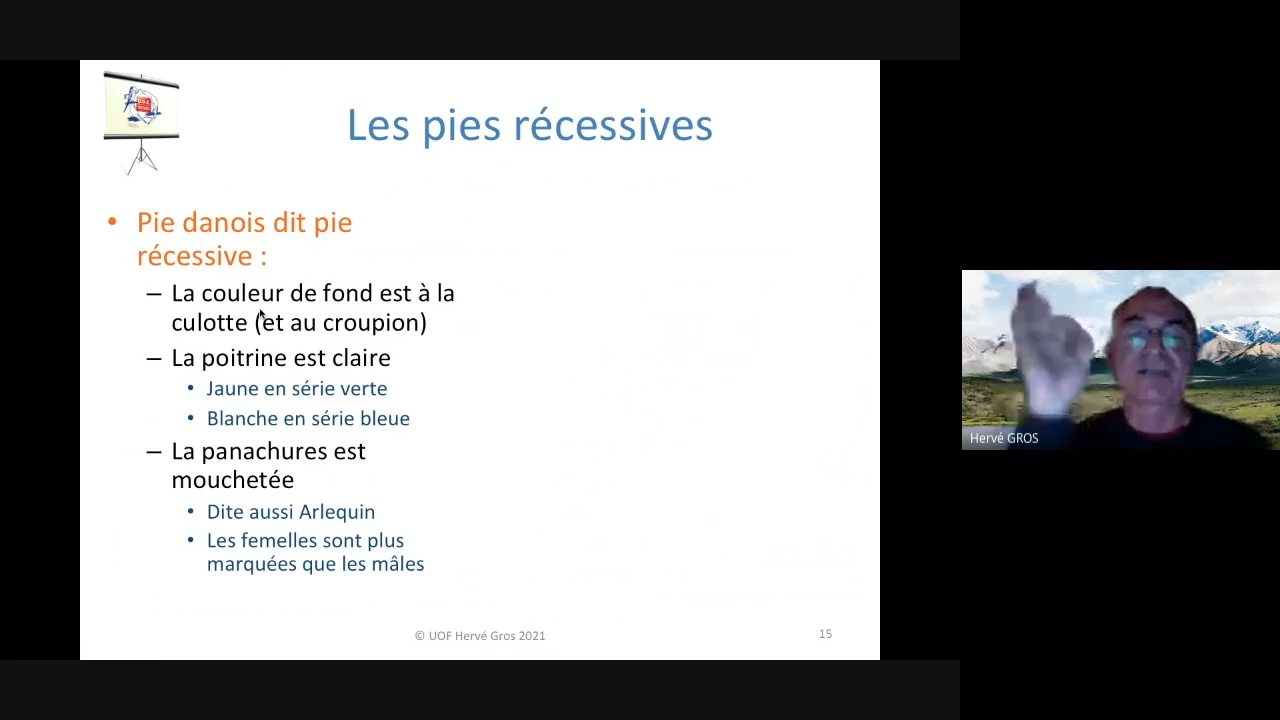 Les pies récessives
• Pie danois dit pie
récessive :
– La couleur de fond est à la
culotte (et au croupion)
– La poitrine est claire
• Jaune en série verte
• Blanche en série bleue
– La panachures est
mouchetée
• Dite aussi Arlequin
• Les femelles sont plus
marquées que les mâles
© UOF Hervé Gros 2021
15
Hervé GROS